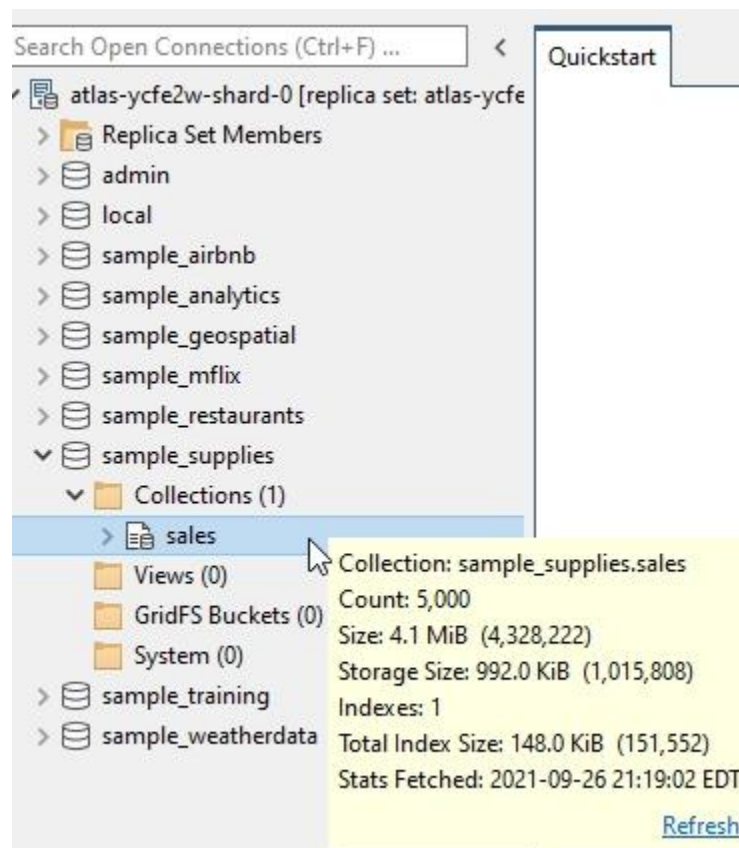 Search Open Connections (Ctrl+F) ...
<
Quickstart
atlas-ycfe2w-shard-0 [replica set: atlas-ycfe
Replica Set Members
admin
local
sample_airbnb
sample_analytics
sample_geospatial
sample_mflix
sample_restaurants
sample_supplies
Collections (1)
sales
Views (0)
GridFS Buckets (0)
System (0)
sample_training
sample_weatherdata
Collection: sample_supplies.sales
Count: 5,000
Size: 4.1 MiB (4,328,222)
Storage Size: 992.0 KiB (1,015,808)
Indexes: 1
Total Index Size: 148.0 KiB (151,552)
Stats Fetched: 2021-09-26 21:19:02 EDT
Refresh